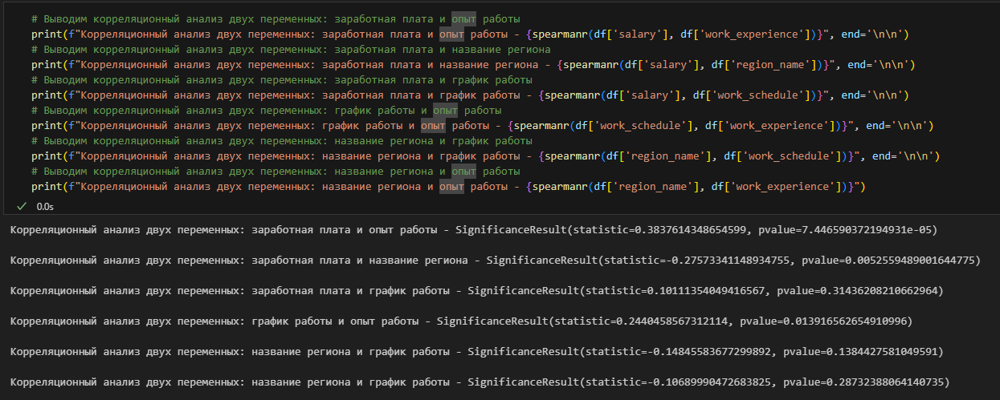 # Выводим корреляционный анализ двух переменных: заработная плата и опыт работы
print(f"Корреляционный анализ двух переменных: заработная плата и опыт работы - {spearmanr(df['salary'], df['work_experience'])}", end='\n\n')
# Выводим корреляционный анализ двух переменных: заработная плата и название региона
print(f"Корреляционный анализ двух переменных: заработная плата и название региона - {spearmanr(df['salary'], df['region_name'])}", end='\n\n')
# Выводим корреляционный анализ двух переменных: заработная плата и график работы
print(f"Корреляционный анализ двух переменных: заработная плата и график работы - {spearmanr(df['salary'], df['work_schedule'])}", end='\n\n')
# Выводим корреляционный анализ двух переменных: график работы и опыт работы
print(f"Корреляционный анализ двух переменных: график работы и опыт работы - {spearmanr(df['work_schedule'], df['work_experience'])}", end='\n\n')
# Выводим корреляционный анализ двух переменных: название региона и график работы
print(f"Корреляционный анализ двух переменных: название региона и график работы - {spearmanr(df['region_name'], df['work_schedule'])}", end='\n\n')
# Выводим корреляционный анализ двух переменных: название региона и опыт работы
print(f"Корреляционный анализ двух переменных: название региона и опыт работы - {spearmanr(df['region_name'], df['work_experience'])}")
0.0s
Корреляционный анализ двух переменных: заработная плата и опыт работы - SignificanceResult(statistic=0.3837614348654599, pvalue=7.446590372194931e-05)
Корреляционный анализ двух переменных: заработная плата и название региона - SignificanceResult(statistic=-0.27573341148934755, pvalue=0.0052559489001644775)
Корреляционный анализ двух переменных: заработная плата и график работы - SignificanceResult(statistic=0.10111354049416567, pvalue=0.31436208210662964)
Корреляционный анализ двух переменных: график работы и опыт работы - SignificanceResult(statistic=0.2440458567312114, pvalue=0.013916562654910996)
Корреляционный анализ двух переменных: название региона и график работы - SignificanceResult(statistic=-0.14845583677299892, pvalue=0.1384427581049591)
Корреляционный анализ двух переменных: название региона и график работы - SignificanceResult(statistic=-0.10689990472683825, pvalue=0.28732388064140735)